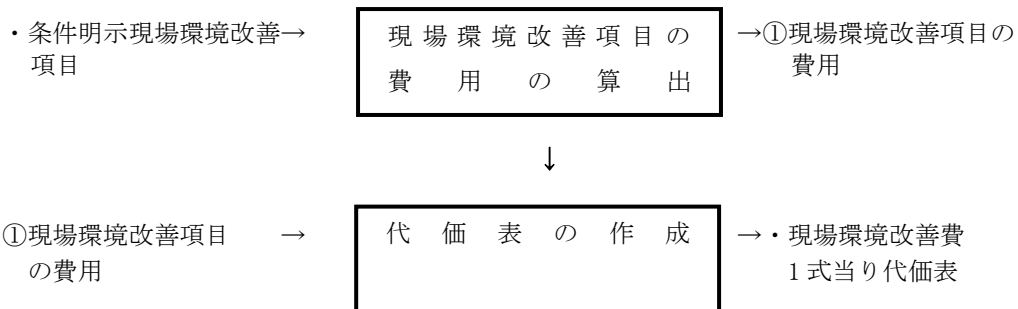 ・条件明示現場環境改善→
項目
現場環境改善項目の
費用の算出
→①現場環境改善項目の
費用
↓
①現場環境改善項目 →
の費用
代価表の作成
→・現場環境改善費
1式当り代価表